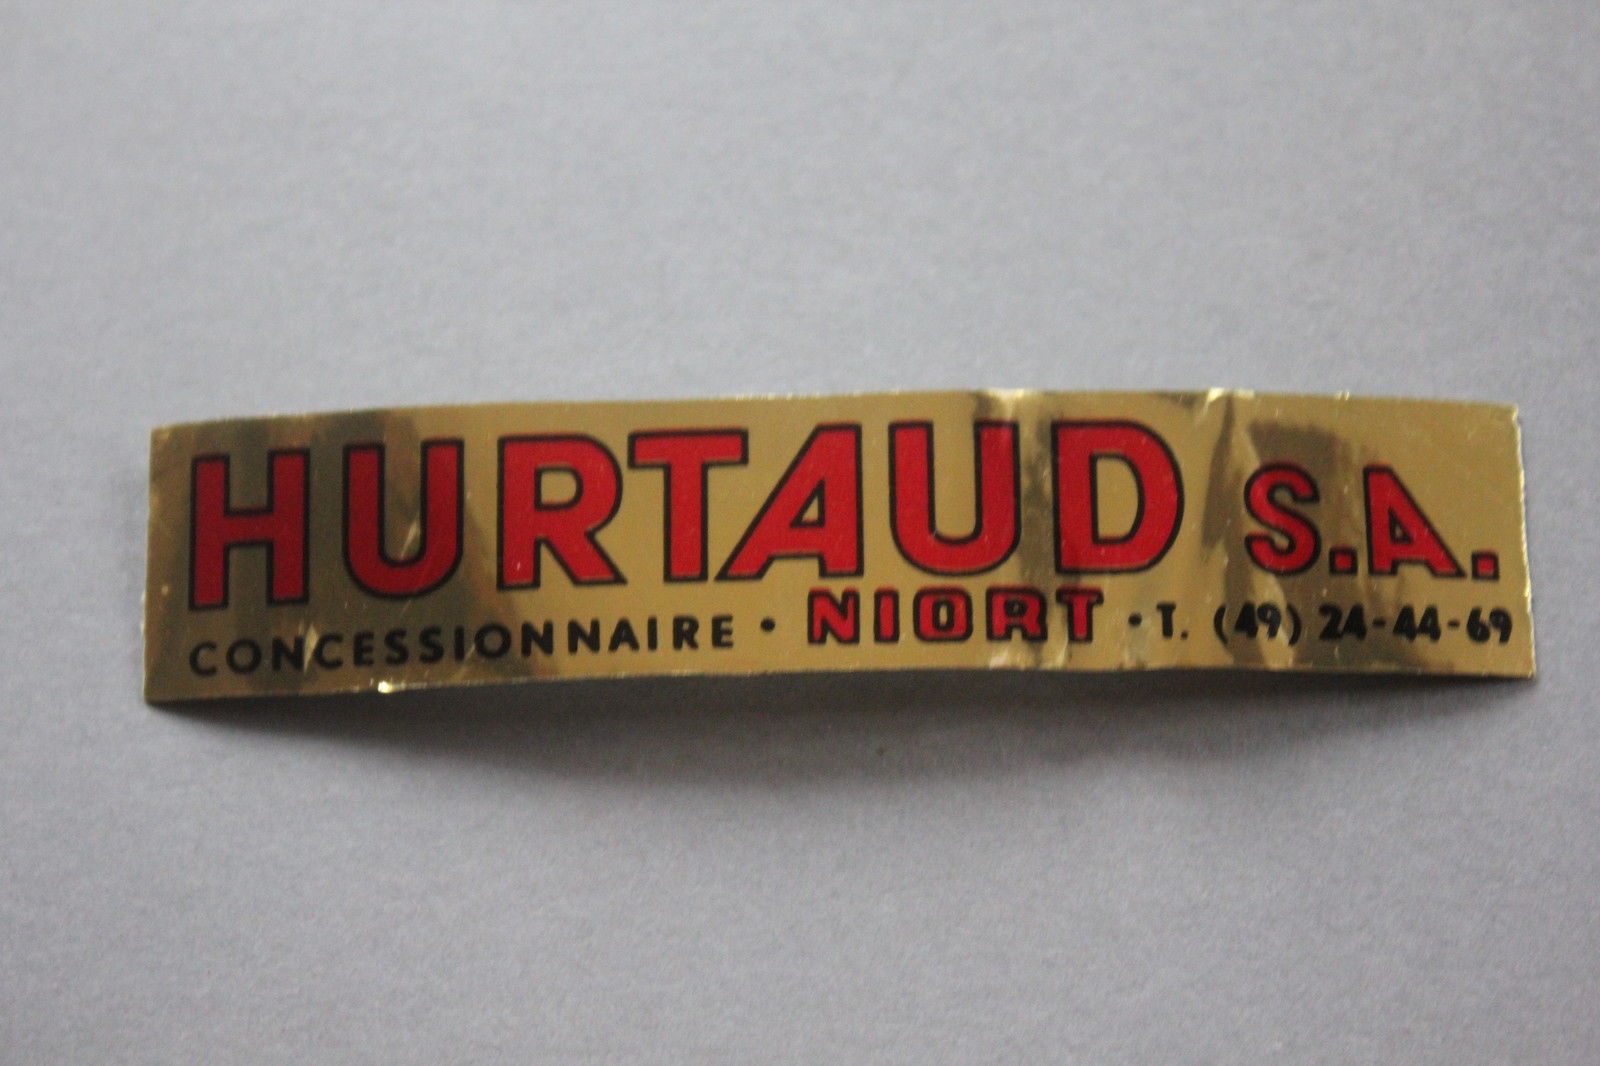 HURTAUD S.A.
CONCESSIONNAIRE • NIORT • T. (49) 24-44-69